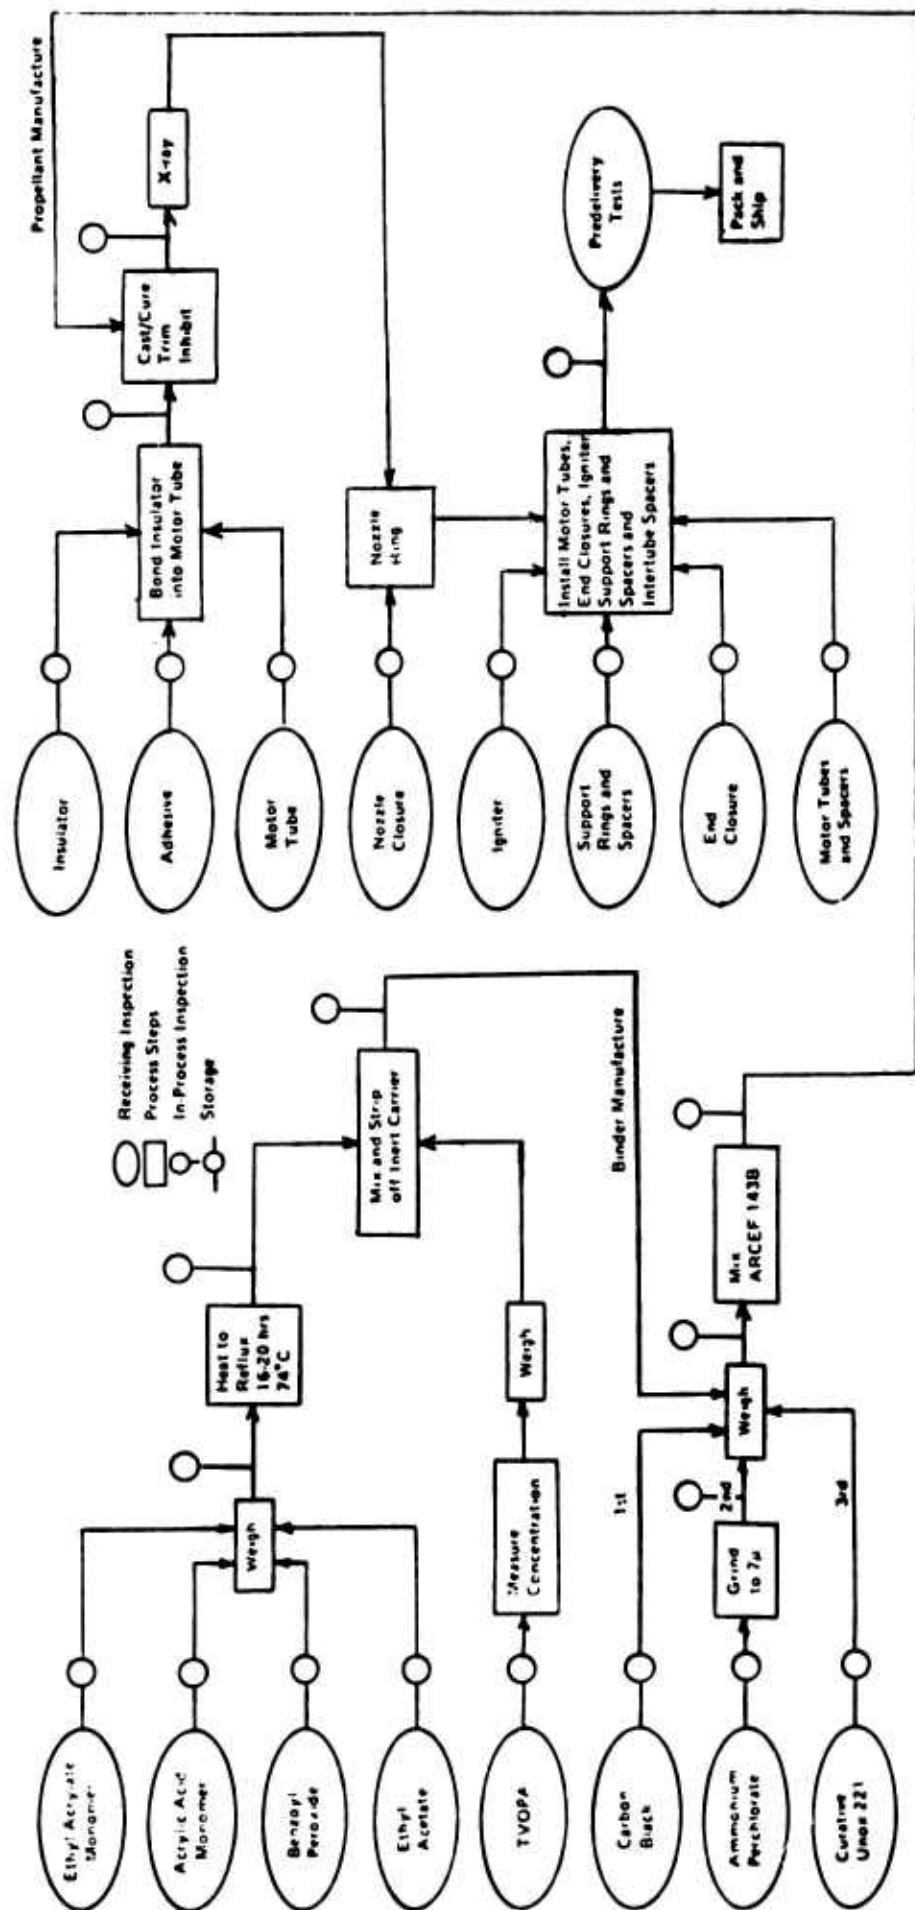 Ethyl Acrylate
Monomer
Acrylic Acid
Monomer
Benzoyl
Peroxide
Ethyl
Acetate
TVOPA
Carbon
Black
Ammonium
Perchlorate
Curative
Unox 221
Weigh
Heat to
Reflux
16-20 hrs
74°C
Measure
Concentration
Weigh
Mix and Strip
off Inert Carrier
1st
Grind
to 7μ
2nd
3rd
Weigh
Mix
ARCEF 143B
Binder Manufacture
Receiving Inspection
Process Steps
In-Process Inspection
Storage
Insulator
Adhesive
Motor
Tube
Nozzle
Closure
Igniter
Support
Rings and
Spacers
End
Closure
Motor Tubes
and Spacers
Bond Insulator
into Motor Tube
Cast/Cure
Trim
Inhibit
X-ray
Propellant Manufacture
Nozzle
Ring
Install Motor Tubes,
End Closures, Igniter
Support Rings and
Spacers and
Intertube Spacers
Predelivery
Tests
Pack and
Ship